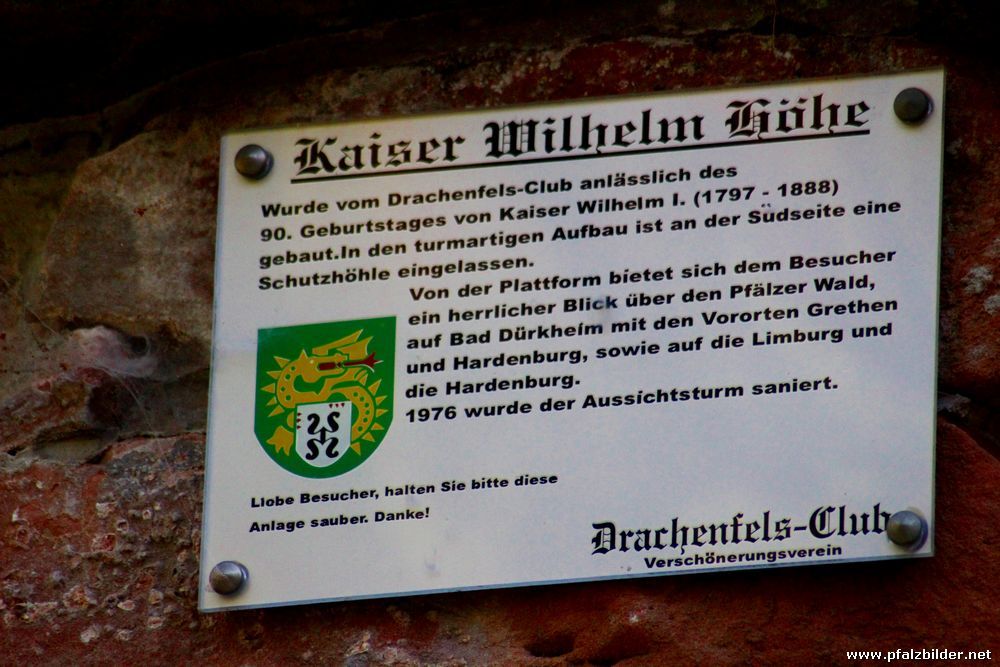 Kaiser Wilhelm Höhe
Wurde vom Drachenfels-Club anlässlich des
90. Geburtstages von Kaiser Wilhelm I. (1797 - 1888)
gebaut.In den turmartigen Aufbau ist an der Südseite eine
Schutzhöhle eingelassen.
Von der Plattform bietet sich dem Besucher
ein herrlicher Blick über den Pfälzer Wald,
auf Bad Dürkheim mit den Vororten Grethen
und Hardenburg, sowie auf die Limburg und
die Hardenburg.
1976 wurde der Aussichtsturm saniert.
Liobe Besucher, halten Sie bitte diese
Anlage sauber. Danke!
Drachenfels-Club
Verschönerungsverein
www.pfalzbilder.net